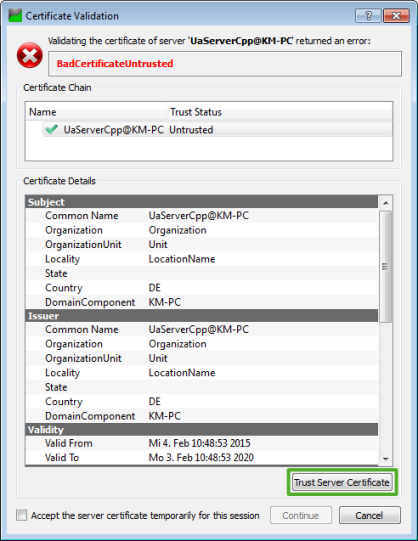 Certificate Validation
Validating the certificate of server 'UaServerCpp@KM-PC' returned an error:
BadCertificateUntrusted
Certificate Chain
Name Trust Status
UaServerCpp@KM-PC Untrusted
Certificate Details
Subject
Common Name UaServerCpp@KM-PC
Organization Organization
OrganizationUnit Unit
Locality LocationName
State
Country DE
DomainComponent KM-PC
Issuer
Common Name UaServerCpp@KM-PC
Organization Organization
OrganizationUnit Unit
Locality LocationName
State
Country DE
DomainComponent KM-PC
Validity
Valid From Mi 4. Feb 10:48:53 2015
Valid To Mo 3. Feb 10:48:53 2020
Trust Server Certificate
Accept the server certificate temporarily for this session Continue Cancel